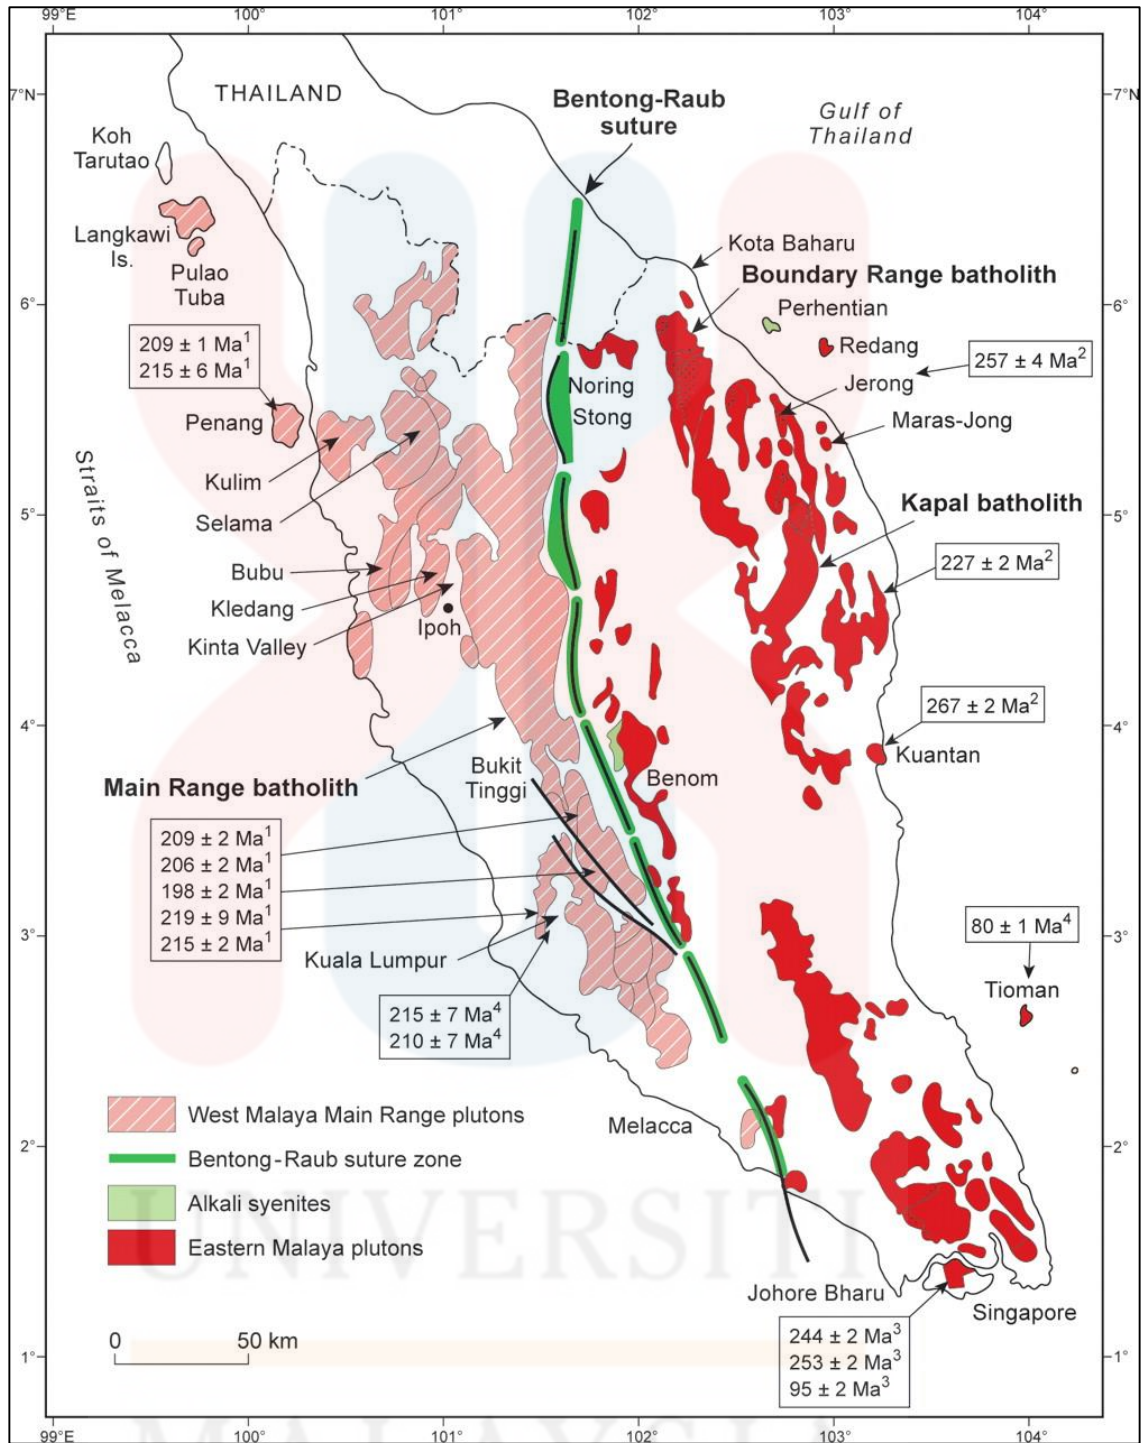 99°E
100°
101°
102°
103°
104°
7°N
7°N
THAILAND
Bentong-Raub
suture
Gulf of
Thailand
Koh
Tarutao
Langkawi
Is.
Pulao
Tuba
Kota Baharu
Boundary Range batholith
Perhentian
6°
6°
209 ± 1 Ma¹
215 ± 6 Ma¹
Redang
257 ± 4 Ma²
Noring
Stong
Jerong
Maras-Jong
Penang
Kulim
Selama
Straits of Melacca
5°
5°
Kapal batholith
227 ± 2 Ma²
Bubu
Kledang
Ipoh
Kinta Valley
4°
4°
267 ± 2 Ma²
Kuantan
Main Range batholith
Bukit
Tinggi
Benom
209 ± 2 Ma¹
206 ± 2 Ma¹
198 ± 2 Ma¹
219 ± 9 Ma¹
215 ± 2 Ma¹
3°
3°
Kuala Lumpur
80 ± 1 Ma⁴
Tioman
215 ± 7 Ma⁴
210 ± 7 Ma⁴
West Malaya Main Range plutons
Melacca
2°
2°
Bentong-Raub suture zone
Alkali syenites
Eastern Malaya plutons
UNIVERSITI
Johore Bharu
Singapore
244 ± 2 Ma³
253 ± 2 Ma³
95 ± 2 Ma³
0
50 km
1°
1°
MALAYSIA
99°E
100°
101°
102°
103°
104°